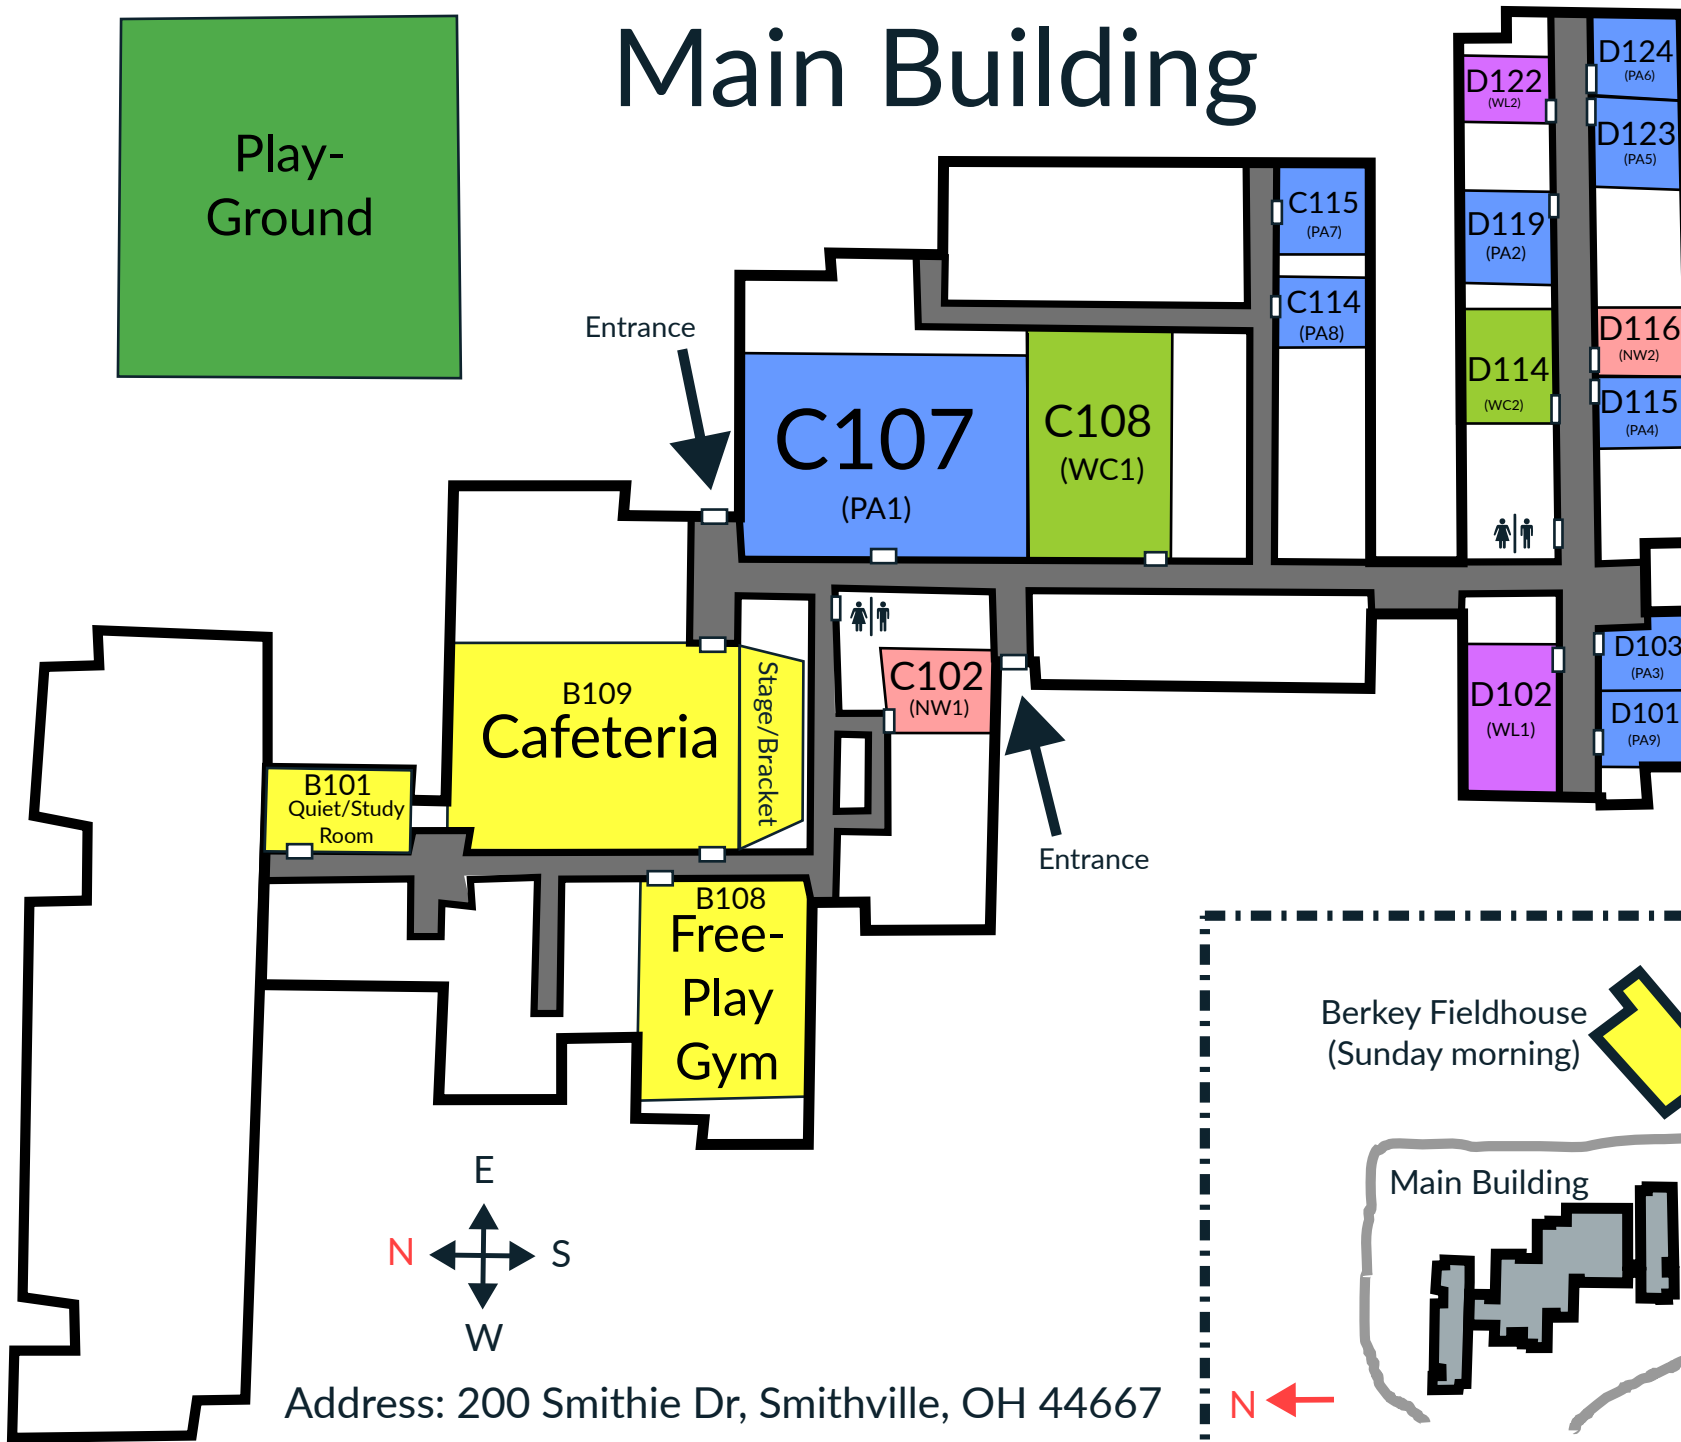 Main Building
Play-
Ground
D124
(PA6)
D122
(WL2)
D123
(PA5)
C115
(PA7)
D119
(PA2)
C114
(PA8)
Entrance
D116
(NW2)
D114
(WC2)
D115
(PA4)
C107
(PA1)
C108
(WC1)
C102
(NW1)
D103
(PA3)
D102
(WL1)
D101
(PA9)
B109
Cafeteria
Stage/Bracket
B101
Quiet/Study
Room
Entrance
B108
Free-
Play
Gym
Berkey Fieldhouse
(Sunday morning)
Main Building
E
N
S
W
Address: 200 Smithie Dr, Smithville, OH 44667
N